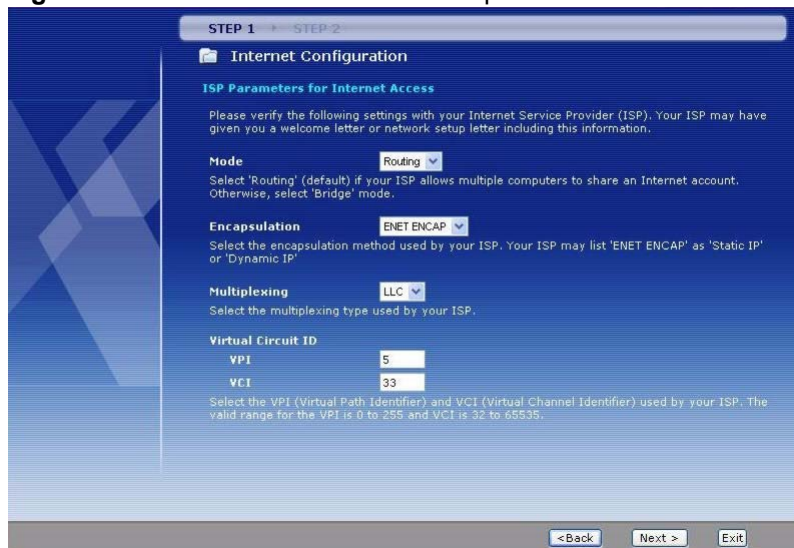 STEP 1 STEP 2
Internet Configuration
ISP Parameters for Internet Access
Please verify the following settings with your Internet Service Provider (ISP). Your ISP may have
given you a welcome letter or network setup letter including this information.
Mode Routing
Select 'Routing' (default) if your ISP allows multiple computers to share an Internet account.
Otherwise, select 'Bridge' mode.
Encapsulation ENET ENCAP
Select the encapsulation method used by your ISP. Your ISP may list 'ENET ENCAP' as 'Static IP'
or 'Dynamic IP'
Multiplexing LLC
Select the multiplexing type used by your ISP.
Virtual Circuit ID
VPI 5
VCI 33
Select the VPI (Virtual Path Identifier) and VCI (Virtual Channel Identifier) used by your ISP. The
valid range for the VPI is 0 to 255 and VCI is 32 to 65535.
<Back Next > Exit